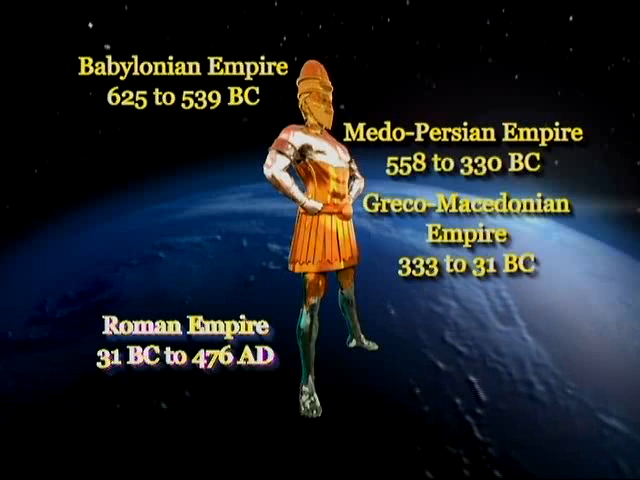 Babylonian Empire
625 to 539 BC
Medo-Persian Empire
558 to 330 BC
Greco-Macedonian
Empire
333 to 31 BC
Roman Empire
31 BC to 476 AD